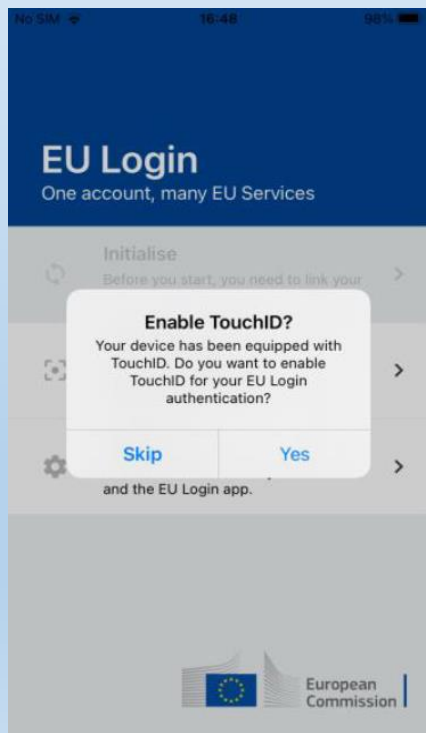 No SIM 16:48 98%
EU Login
One account, many EU Services
Initialise
Before you start, you need to link your
Enable TouchID?
Your device has been equipped with
TouchID. Do you want to enable
TouchID for your EU Login
authentication?
Skip Yes
and the EU Login app.
European
Commission